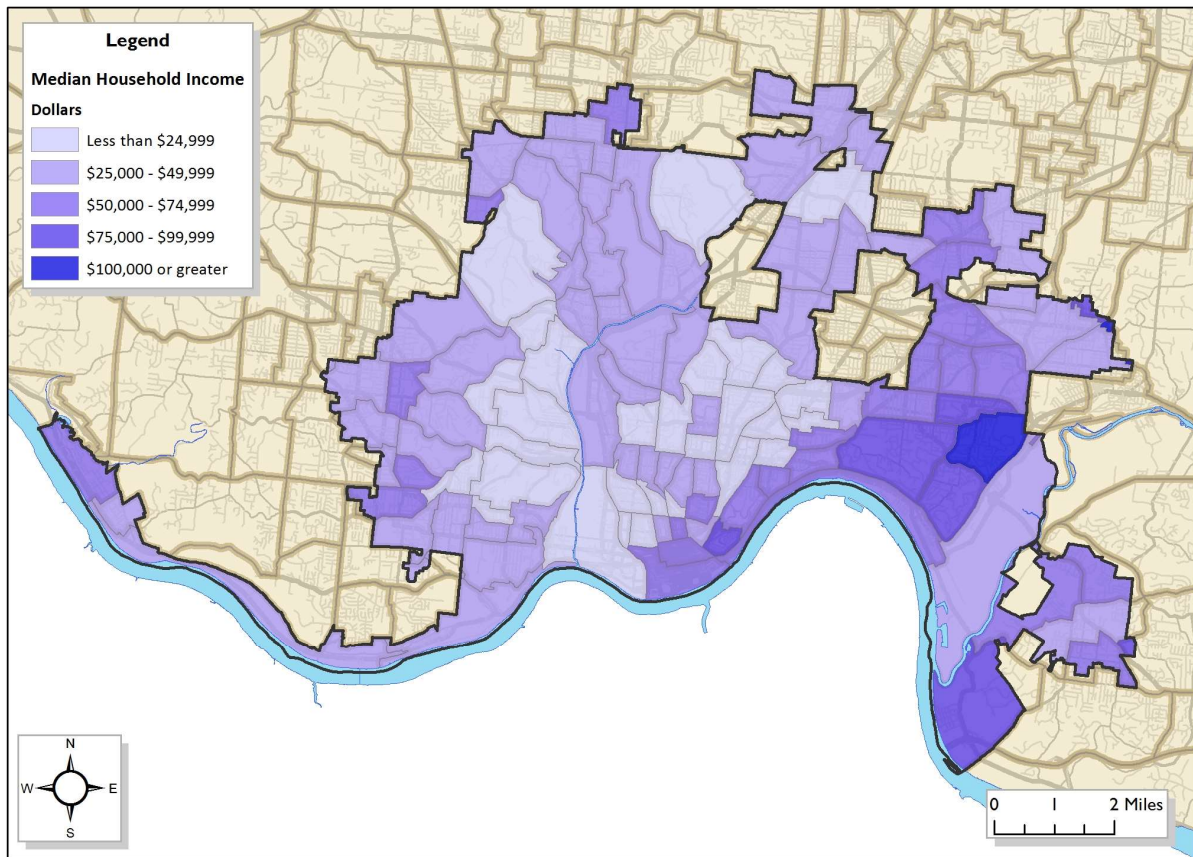 Legend
Median Household Income
Dollars
Less than $24,999
$25,000 - $49,999
$50,000 - $74,999
$75,000 - $99,999
$100,000 or greater
N
W E
S
0 1 2 Miles